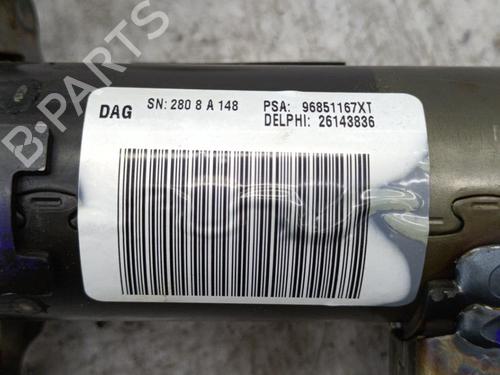 DAG SN: 280 8 A 148 PSA: 96851167XT
DELPHI: 26143836
B-Parts